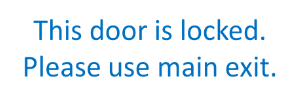 This door is locked.
Please use main exit.